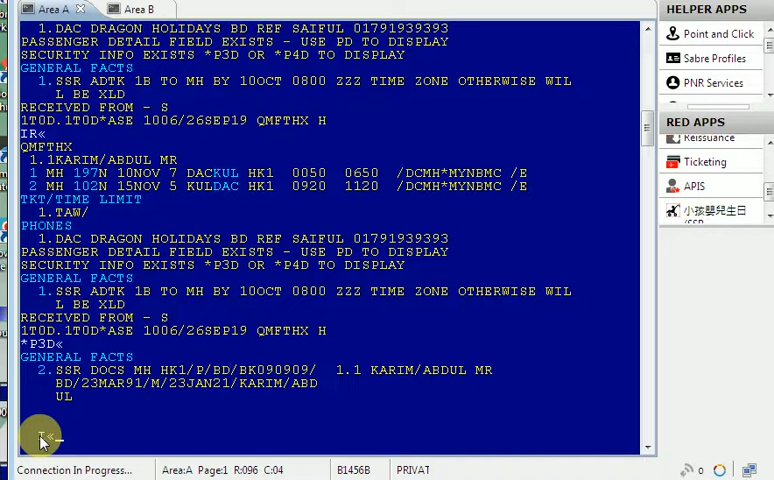 Area A
Area B
1.DAC DRAGON HOLIDAYS BD REF SAIFUL 01791939393
PASSENGER DETAIL FIELD EXISTS - USE PD TO DISPLAY
SECURITY INFO EXISTS *P3D OR *P4D TO DISPLAY
GENERAL FACTS
1.SSR ADTK 1B TO MH BY 10OCT 0800 ZZZ TIME ZONE OTHERWISE WIL
L BE XLD
RECEIVED FROM - S
1T0D.1T0D*ASE 1006/26SEP19 QMFTHX H
IR«
QMFTHX
1.1KARIM/ABDUL MR
1 MH 197N 10NOV 7 DACKUL HK1 0050 0650 /DCMH*MYNBMC /E
2 MH 102N 15NOV 5 KULDAC HK1 0920 1120 /DCMH*MYNBMC /E
TKT/TIME LIMIT
1.TAW/
PHONES
1.DAC DRAGON HOLIDAYS BD REF SAIFUL 01791939393
PASSENGER DETAIL FIELD EXISTS - USE PD TO DISPLAY
SECURITY INFO EXISTS *P3D OR *P4D TO DISPLAY
GENERAL FACTS
1.SSR ADTK 1B TO MH BY 10OCT 0800 ZZZ TIME ZONE OTHERWISE WIL
L BE XLD
RECEIVED FROM - S
1T0D.1T0D*ASE 1006/26SEP19 QMFTHX H
*P3D«
GENERAL FACTS
2.SSR DOCS MH HK1/P/BD/BK090909/ 1.1 KARIM/ABDUL MR
BD/23MAR91/M/23JAN21/KARIM/ABD
UL
Connection In Progress...
Area:A Page:1 R:096 C:04
B1456B
PRIVAT
0
HELPER APPS
Point and Click
Sabre Profiles
PNR Services
RED APPS
Reissuance
Ticketing
APIS
小孩嬰兒生日
/SSR